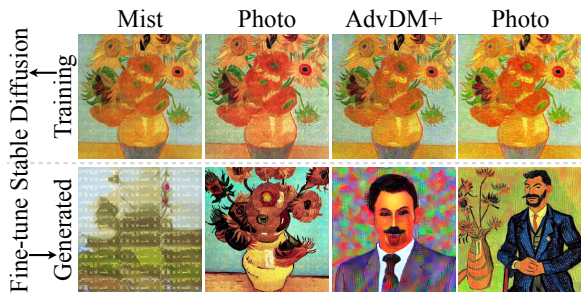 Mist Photo AdvDM+ Photo
Fine-tune Stable Diffusion
Training
Generated